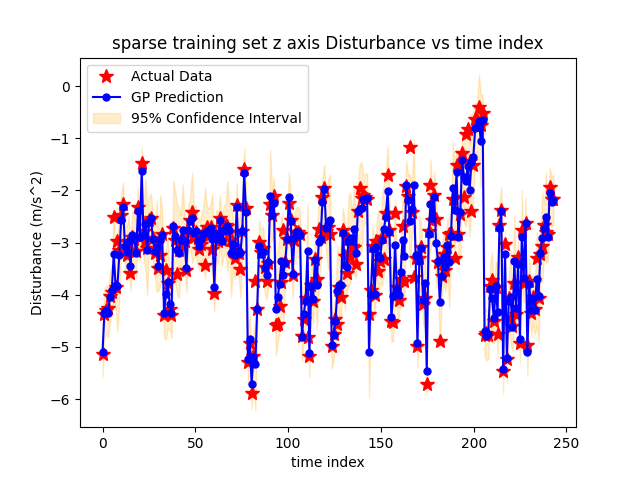 sparse training set z axis Disturbance vs time index
Actual Data
GP Prediction
95% Confidence Interval
Disturbance (m/s^2)
0
−1
−2
−3
−4
−5
−6
0 50 100 150 200 250
time index